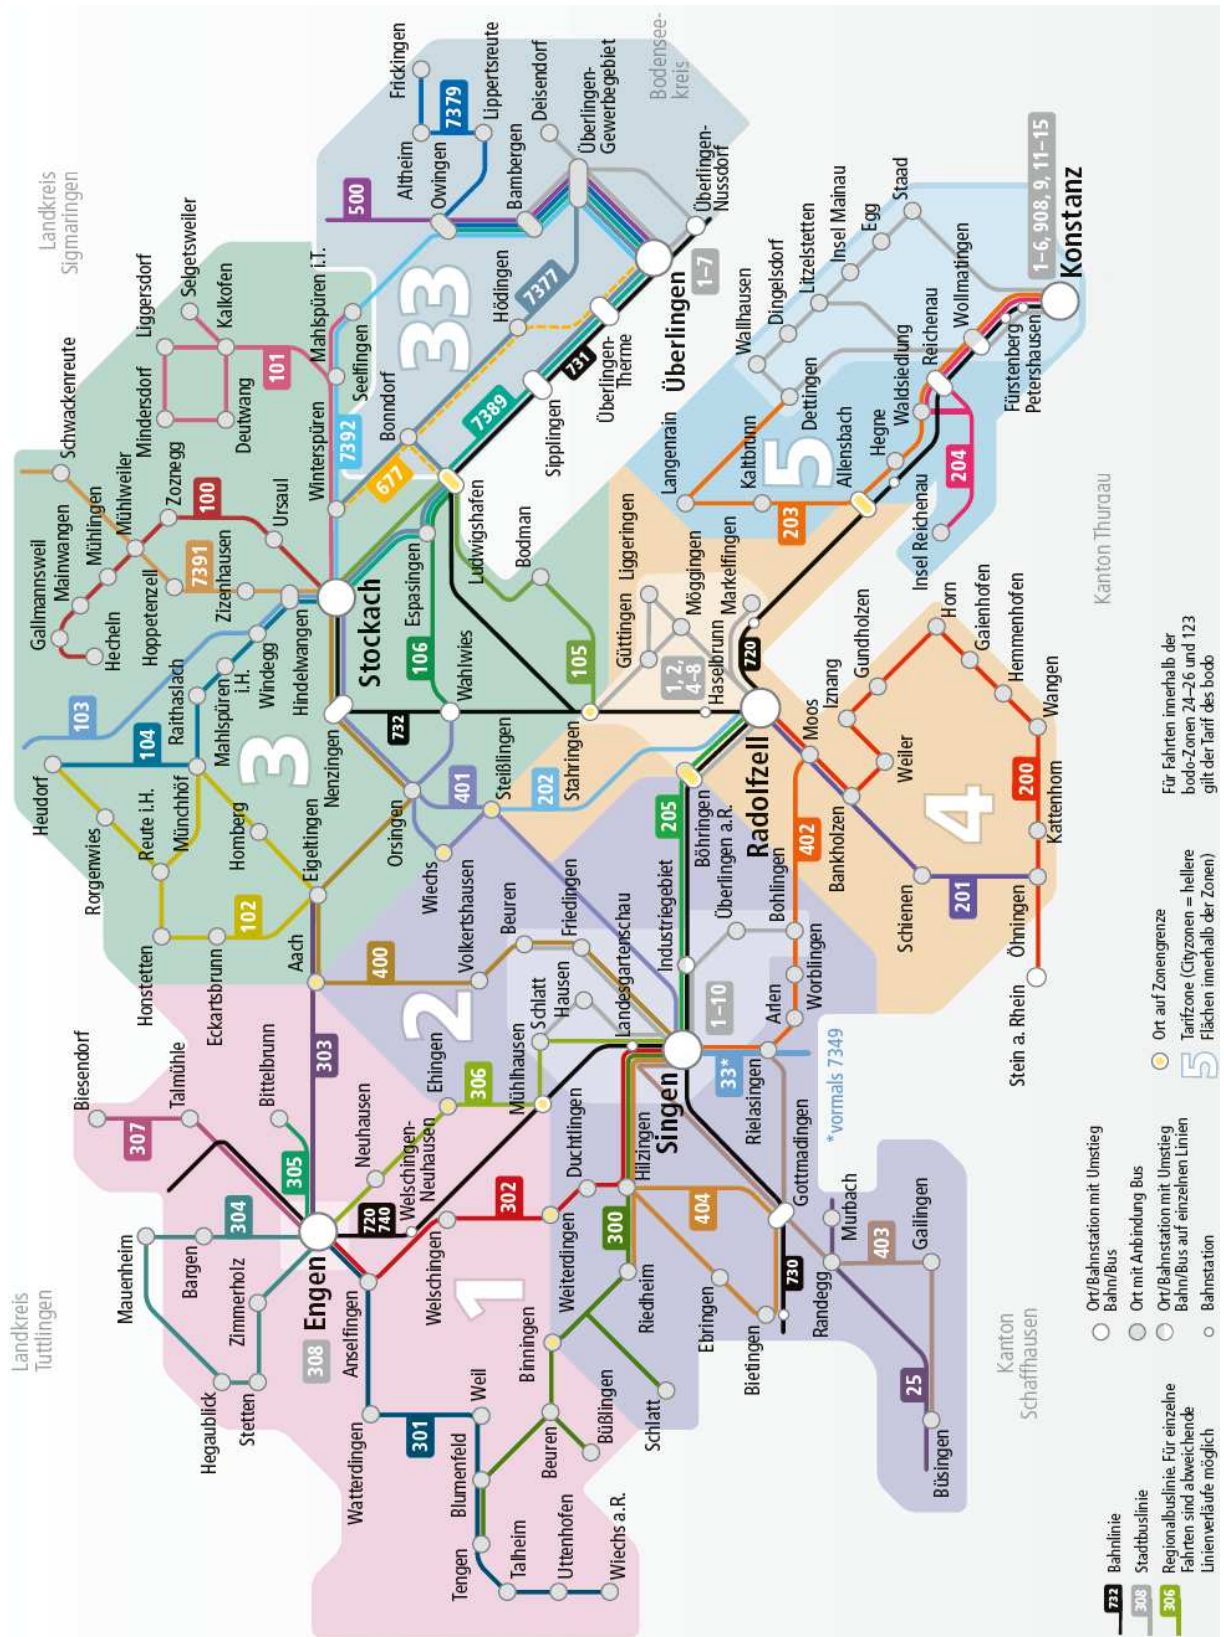 Landkreis
Tuttlingen
Landkreis
Sigmaringen
Bodensee-
kreis
Kanton Thurgau
Kanton
Schaffhausen
Mauenheim
Bargen
304
Zimmerholz
Hegaublick
Stetten
Biesendorf
307
Talmühle
Bittelbrunn
305
303
Engen
308
Anselfingen
Watterdingen
301
Weil
Blumenfeld
Tengen
Talheim
Uttenhofen
Wiechs a.R.
720
740
Welschingen-
Neuhausen
Neuhausen
Welschingen
302
Ehingen
306
Mühlhausen
Weiterdingen
Duchtlingen
Hilzingen
Binningen
Beuren
Büßlingen
Schlatt
Riedheim
300
404
Ebringen
Bietingen
730
Gottmadingen
Randegg
Murbach
403
Gailingen
25
Büsingen
1
2
3
33
4
5
Honstetten
Eckartsbrunn
102
Aach
400
Volkertshausen
Beuren
Friedingen
Schlatt
Hausen
Landesgartenschau
Singen
1–10
33*
*vormals 7349
Rielasingen
Arlen
Worblingen
Bohlingen
Überlingen a.R.
Industriegebiet
205
Böhringen
Radolfzell
402
Heudorf
Rorgenwies
Reute i.H.
Münchhöf
Homberg
Eigeltingen
Orsingen
Wiechs
401
Steißlingen
202
Stahringen
104
103
Raithaslach
Mahlspüren
i.H.
Windegg
Hindelwangen
Nenzingen
732
Stockach
Gallmannsweil
Mainwangen
Mühlingen
Mühlweiler
Zoznegg
Schwackenreute
Hecheln
Hoppetenzell
7391
Zizenhausen
100
Ursaul
Mindersdorf
Liggersdorf
Selgetsweiler
Kalkofen
Deutwang
101
Winterspüren
7392
Mahlspüren i.T.
Seelfingen
Espasingen
106
Wahlwies
Ludwigshafen
105
Bodman
677
Bonndorf
Hödingen
7377
7389
731
Sipplingen
Überlingen-
Therme
Überlingen
1–7
Überlingen-
Nussdorf
500
Frickingen
7379
Altheim
Lippertsreute
Owingen
Bambergen
Deisendorf
Überlingen-
Gewerbegebiet
Liggeringen
Güttingen
Möggingen
Markelfingen
1, 2,
4–8
Haselbrunn
720
Moos
Iznang
Gundholzen
Horn
Gaienhofen
Hemmenhofen
Weiler
Wangen
200
Kattenhorn
Bankholzen
Schienen
201
Öhningen
Stein a. Rhein
Langenrain
Kaltbrunn
203
Dettingen
Wallhausen
Dingelsdorf
Litzelstetten
Insel Mainau
Egg
Staad
Allensbach
Hegne
Waldsiedlung
Reichenau
Wollmatingen
Insel Reichenau
204
Fürstenberg
Petershausen
1–6, 908, 9, 11–15
Konstanz
732 Bahnlinie
308 Stadtbuslinie
306 Regionalbuslinie. Für einzelne
Fahrten sind abweichende
Linienverläufe möglich
Ort/Bahnstation mit Umstieg
Bahn/Bus
Ort mit Anbindung Bus
Ort/Bahnstation mit Umstieg
Bahn/Bus auf einzelnen Linien
Bahnstation
Ort auf Zonengrenze
5 Tarifzone (Cityzonen = hellere
Flächen innerhalb der Zonen)
Für Fahrten innerhalb der
bodo-Zonen 24–26 und 123
gilt der Tarif des bodo